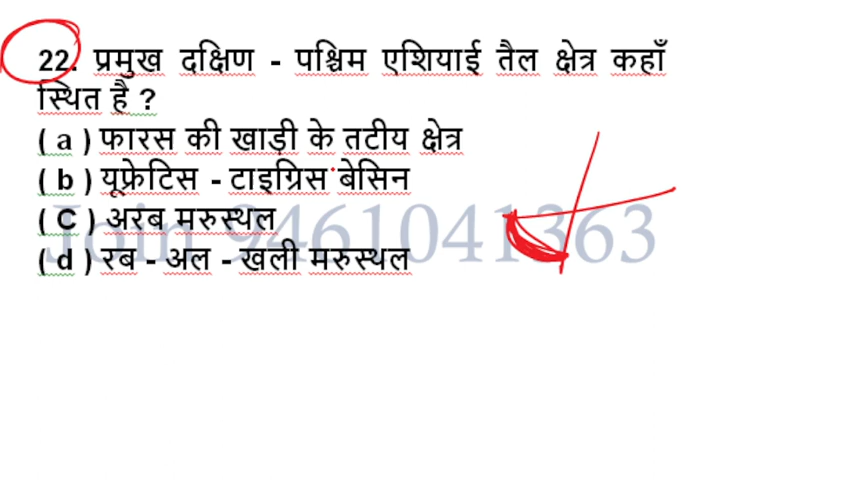 22. प्रमुख दक्षिण - पश्चिम एशियाई तैल क्षेत्र कहाँ
स्थित है ?
( a ) फारस की खाड़ी के तटीय क्षेत्र
( b ) यूफ्रेटिस - टाइग्रिस बेसिन
( C ) अरब मरुस्थल
( d ) रब - अल - खली मरुस्थल
Join 9461041363